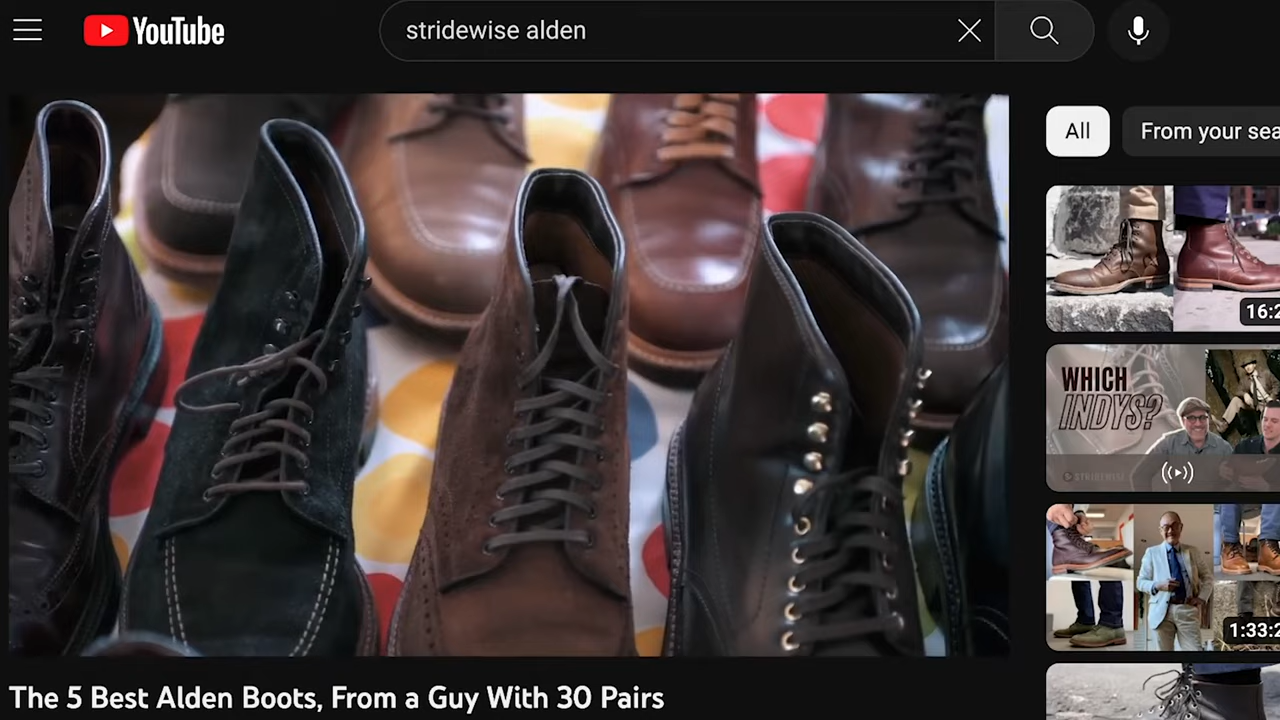 YouTube
stridewise alden
All
From your sea
16:2
WHICH
INDYS?
STRIDEWISE
1:33:2
The 5 Best Alden Boots, From a Guy With 30 Pairs